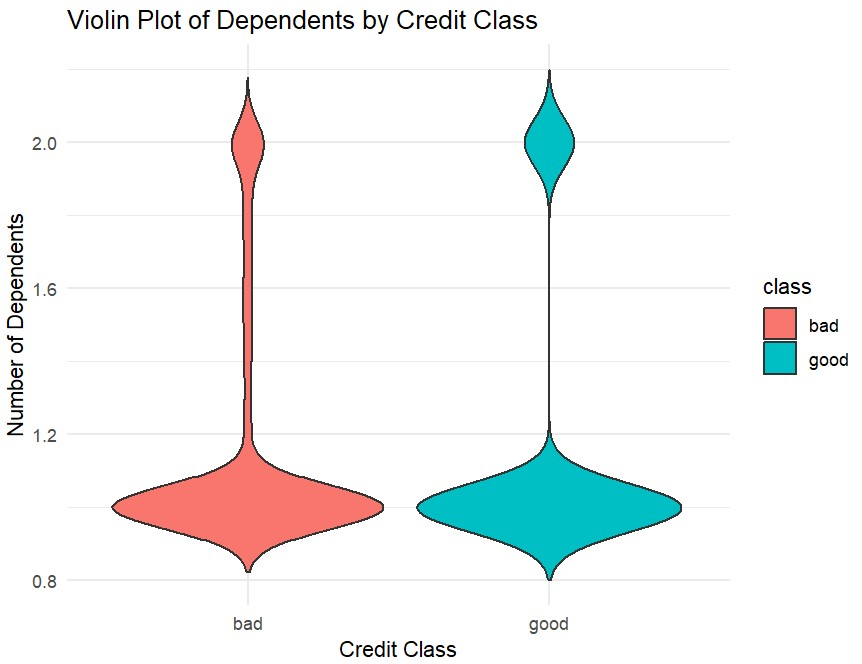 Violin Plot of Dependents by Credit Class
Number of Dependents
2.0
1.6
1.2
0.8
bad
good
Credit Class
class
bad
good